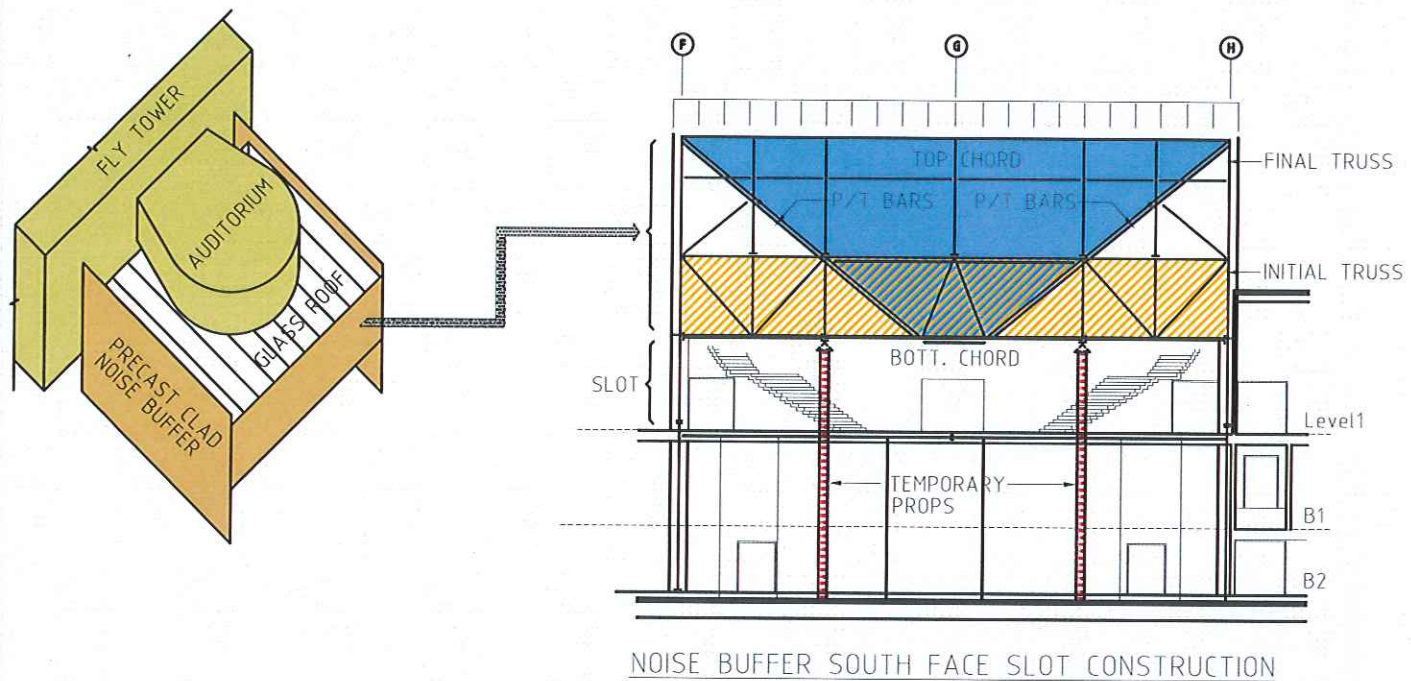 FLY TOWER
AUDITORIUM
GLASS ROOF
PRECAST CLAD
NOISE BUFFER
F
G
H
TOP CHORD
FINAL TRUSS
P/T BARS
P/T BARS
INITIAL TRUSS
BOTT. CHORD
SLOT
Level1
TEMPORARY
PROPS
B1
B2
NOISE BUFFER SOUTH FACE SLOT CONSTRUCTION